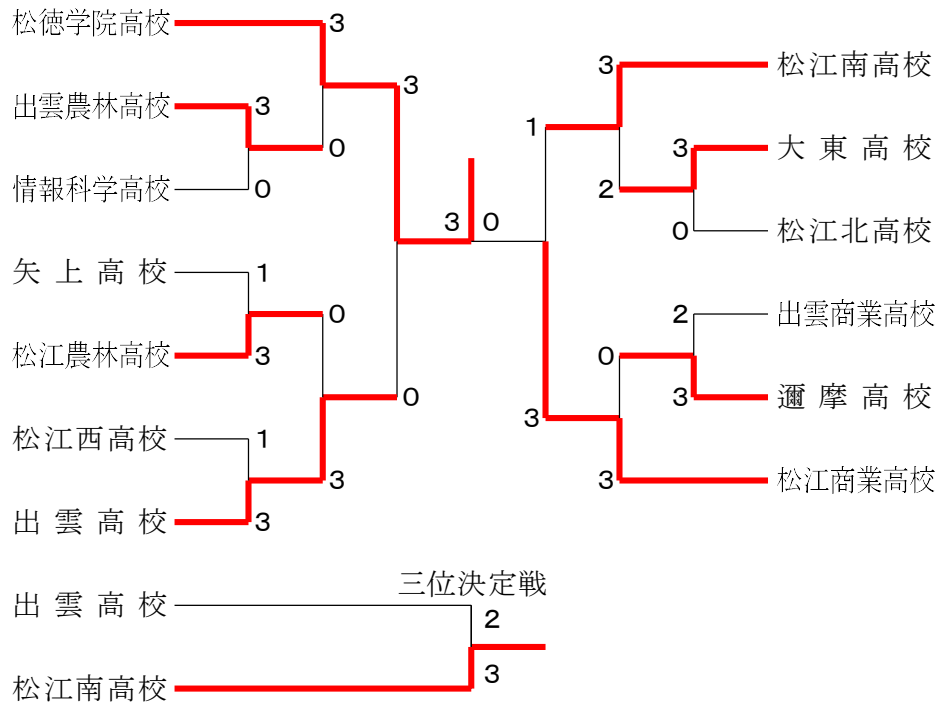 松徳学院高校
3
出雲農林高校
3
3
0
情報科学高校
0
矢上高校
1
0
松江農林高校
3
0
松江西高校
1
3
出雲高校
3
3
0
松江南高校
3
1
大東高校
3
2
松江北高校
0
出雲商業高校
2
0
邇摩高校
3
3
松江商業高校
3
三位決定戦
出雲高校
2
松江南高校
3